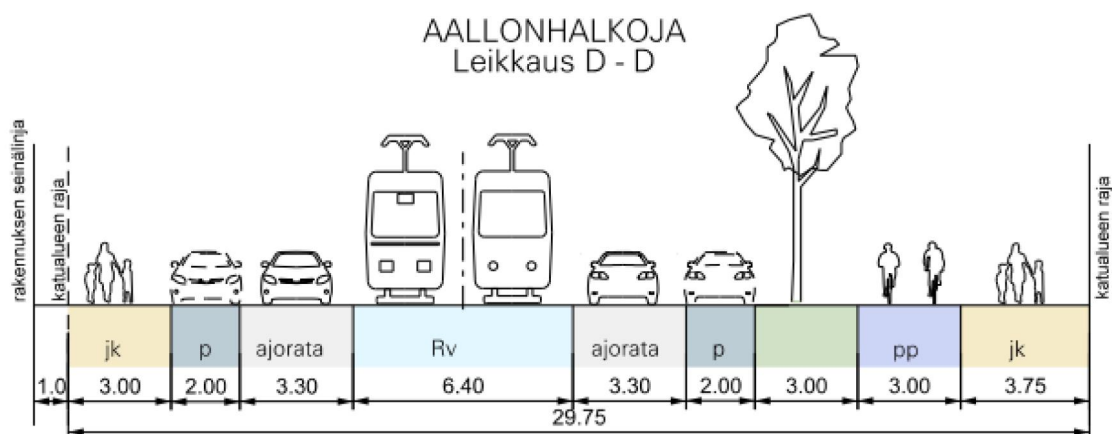 AALLONHALKOJA
Leikkaus D - D
rakennuksen seinälinja
katualueen raja
katualueen raja
jk p ajorata Rv ajorata p pp jk
1.0 3.00 2.00 3.30 6.40 3.30 2.00 3.00 3.00 3.75
29.75